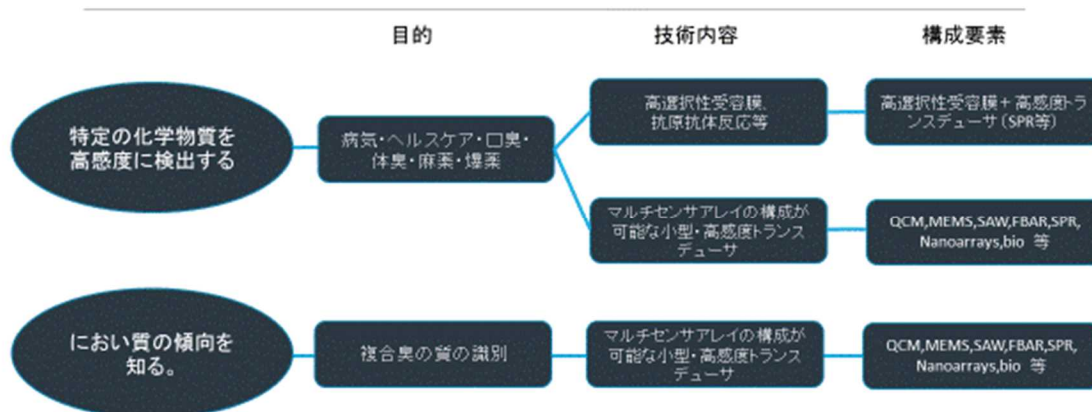 目的
技術内容
構成要素
特定の化学物質を
高感度に検出する
病気・ヘルスケア・口臭・
体臭・麻薬・爆薬
高選択性受容膜、
抗原抗体反応等
高選択性受容膜＋高感度トラ
ンスデューサ（SPR等）
マルチセンサアレイの構成が
可能な小型・高感度トランス
デューサ
QCM,MEMS,SAW,FBAR,SPR,
Nanoarrays,bio 等
におい質の傾向を
知る。
複合臭の質の識別
マルチセンサアレイの構成が
可能な小型・高感度トランス
デューサ
QCM,MEMS,SAW,FBAR,SPR,
Nanoarrays,bio 等